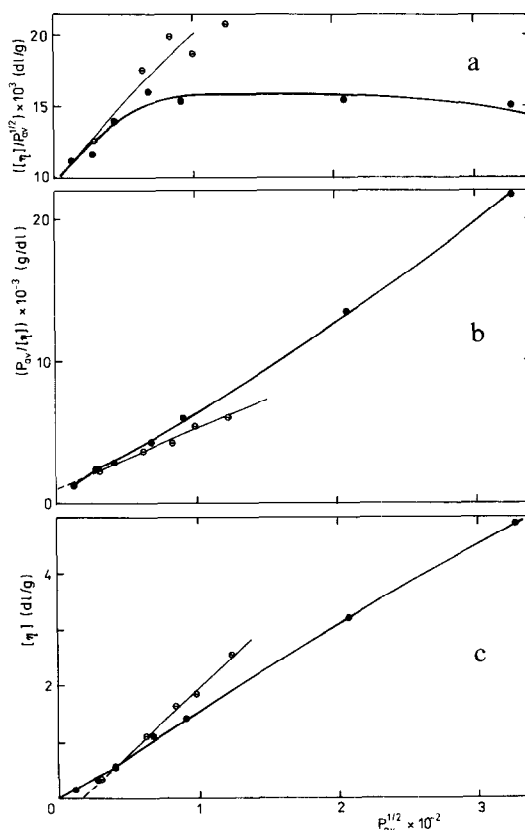 20
15
10
([η]/P_av^{1/2}) × 10^3 (dl/g)
a
20
10
0
(P_av/[η]) × 10^-3 (g/dl)
b
4
2
0
[η] (dl/g)
c
0 1 2 3
P_av^{1/2} × 10^-2